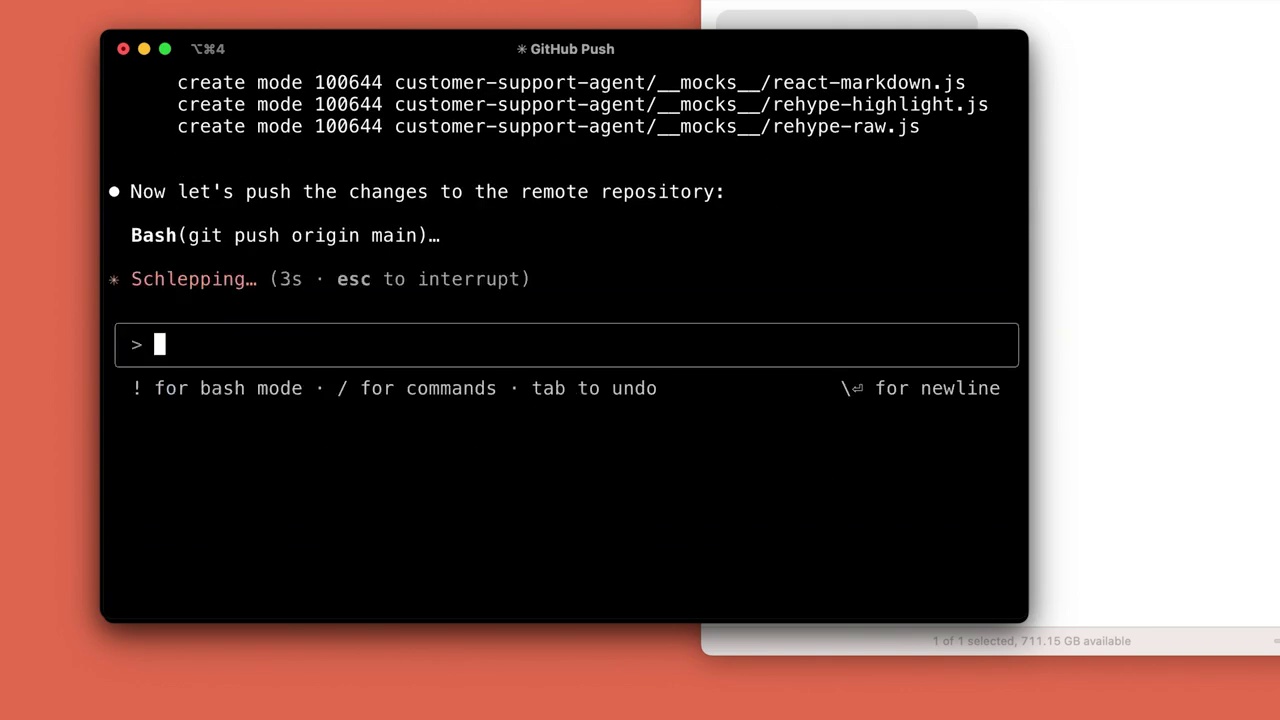 ⌥⌘4
✳ GitHub Push
create mode 100644 customer-support-agent/__mocks__/react-markdown.js
create mode 100644 customer-support-agent/__mocks__/rehype-highlight.js
create mode 100644 customer-support-agent/__mocks__/rehype-raw.js
● Now let's push the changes to the remote repository:
Bash(git push origin main)…
✳ Schlepping… (3s · esc to interrupt)
>
! for bash mode · / for commands · tab to undo
\⏎ for newline
1 of 1 selected, 711.15 GB available